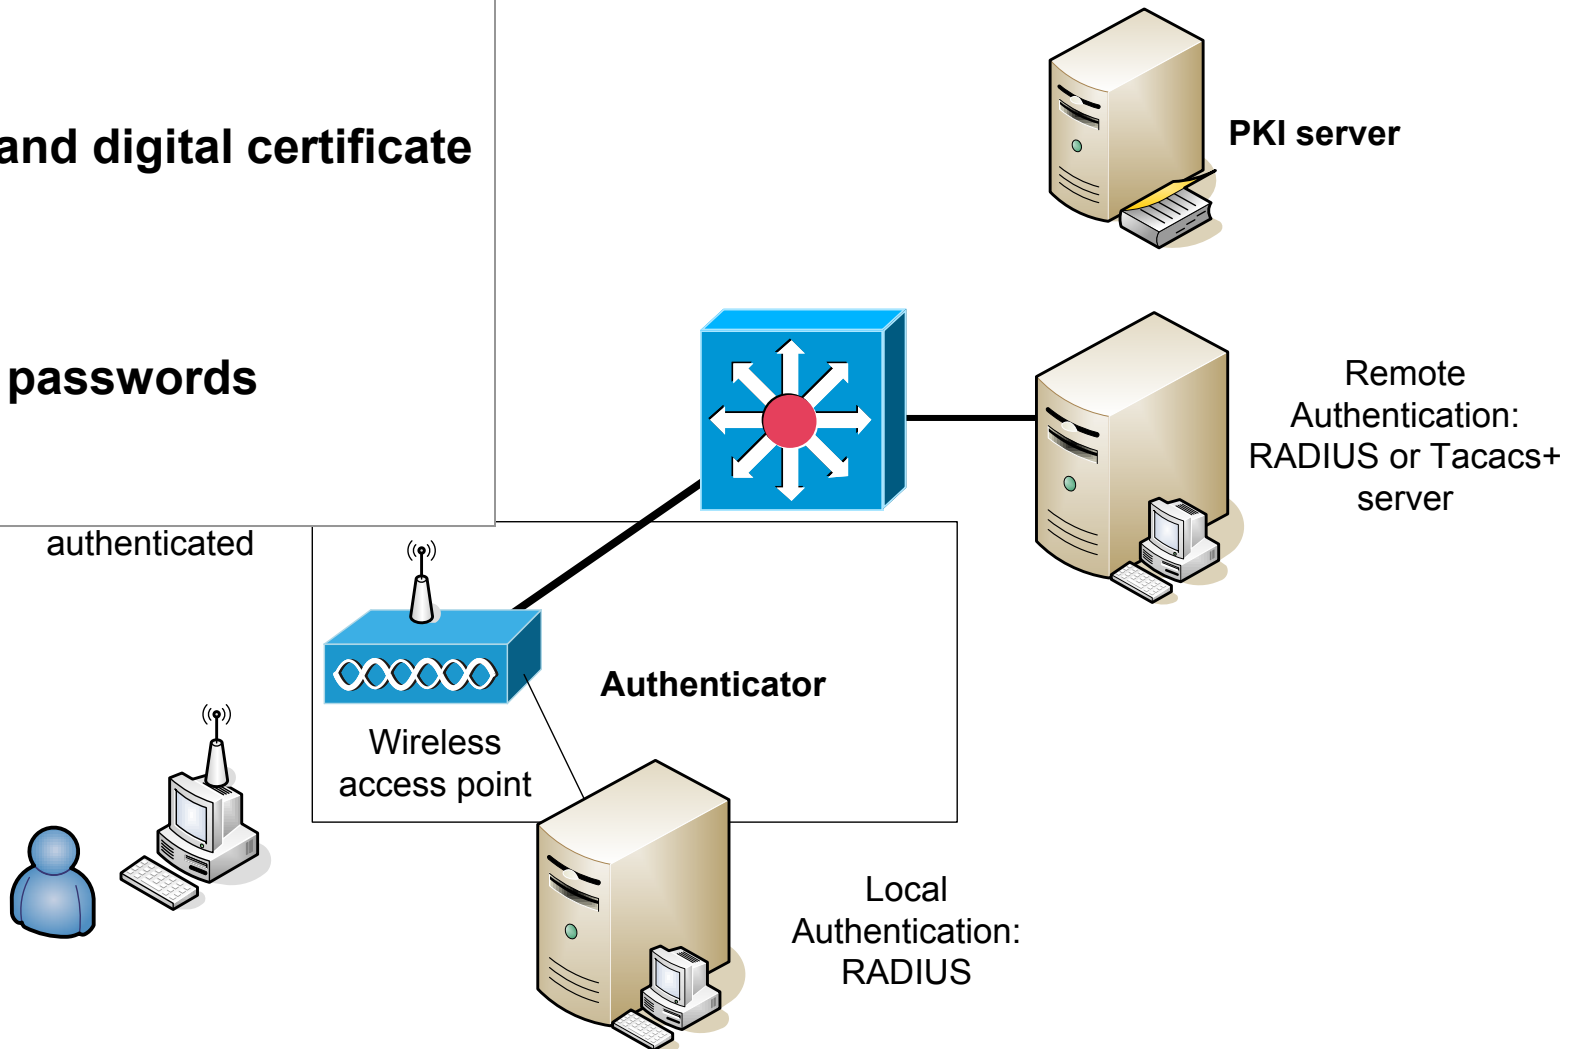 and digital certificate
passwords
authenticated
PKI server
Remote
Authentication:
RADIUS or Tacacs+
server
Authenticator
Wireless
access point
Local
Authentication:
RADIUS